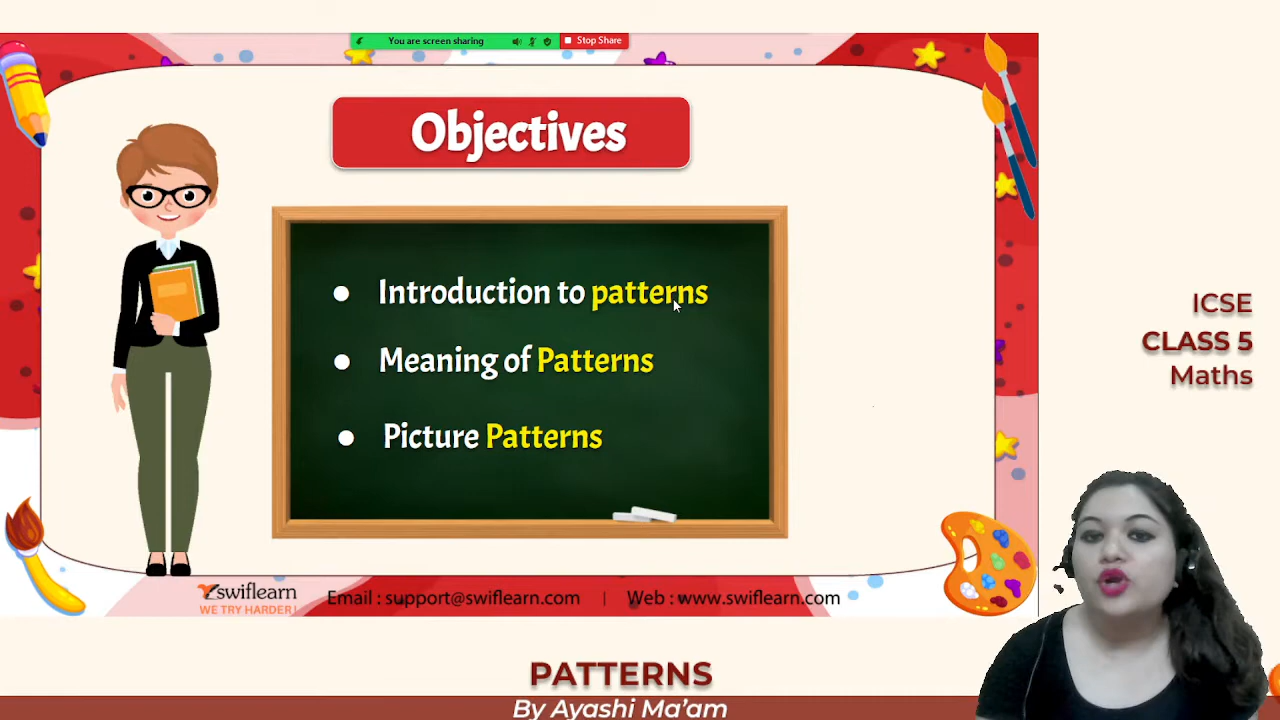 You are screen sharing
Stop Share
Objectives
● Introduction to patterns
● Meaning of Patterns
● Picture Patterns
ICSE
CLASS 5
Maths
swiflearn
WE TRY HARDER!
Email : support@swiflearn.com | Web : www.swiflearn.com
PATTERNS
By Ayashi Ma'am